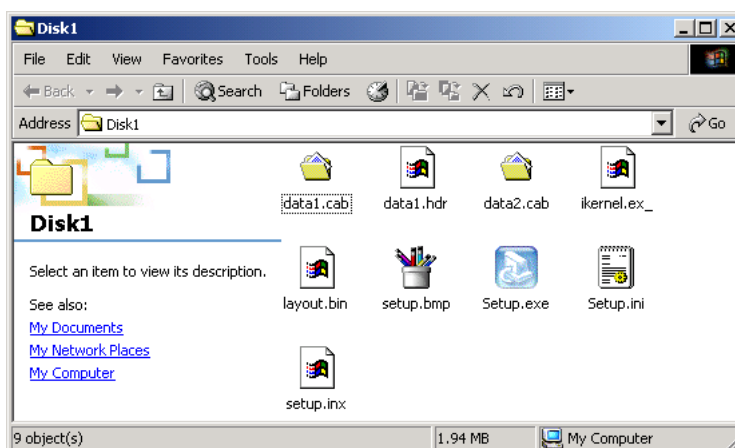 Disk1
File Edit View Favorites Tools Help
Back Search Folders
Address Disk1 Go
Disk1
Select an item to view its description.
See also:
My Documents
My Network Places
My Computer
data1.cab data1.hdr data2.cab ikernel.ex_
layout.bin setup.bmp Setup.exe Setup.ini
setup.inx
9 object(s) 1.94 MB My Computer